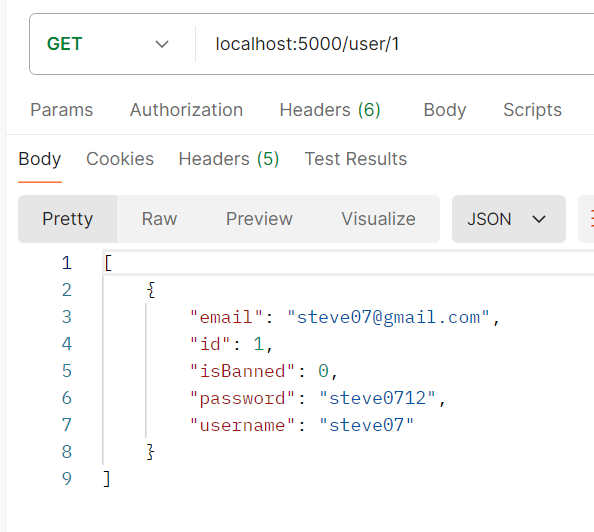 GET localhost:5000/user/1
Params Authorization Headers (6) Body Scripts
Body Cookies Headers (5) Test Results
Pretty Raw Preview Visualize JSON
1 [
2 {
3 "email": "steve07@gmail.com",
4 "id": 1,
5 "isBanned": 0,
6 "password": "steve0712",
7 "username": "steve07"
8 }
9 ]